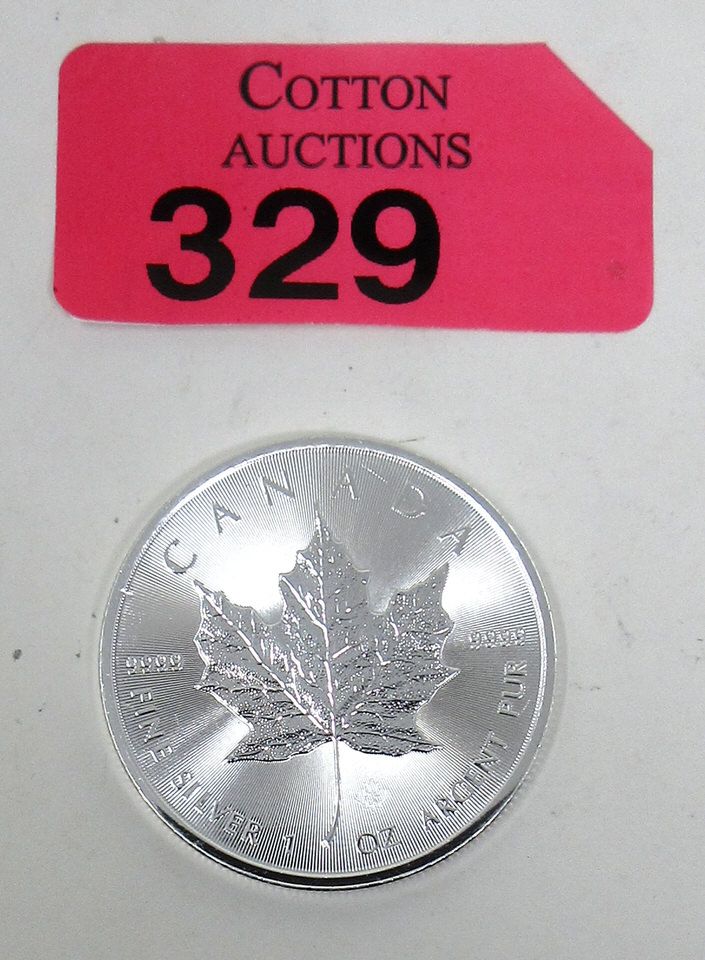 COTTON
AUCTIONS
329
CANADA
9999
9999
FINE SILVER 1 OZ ARGENT PUR